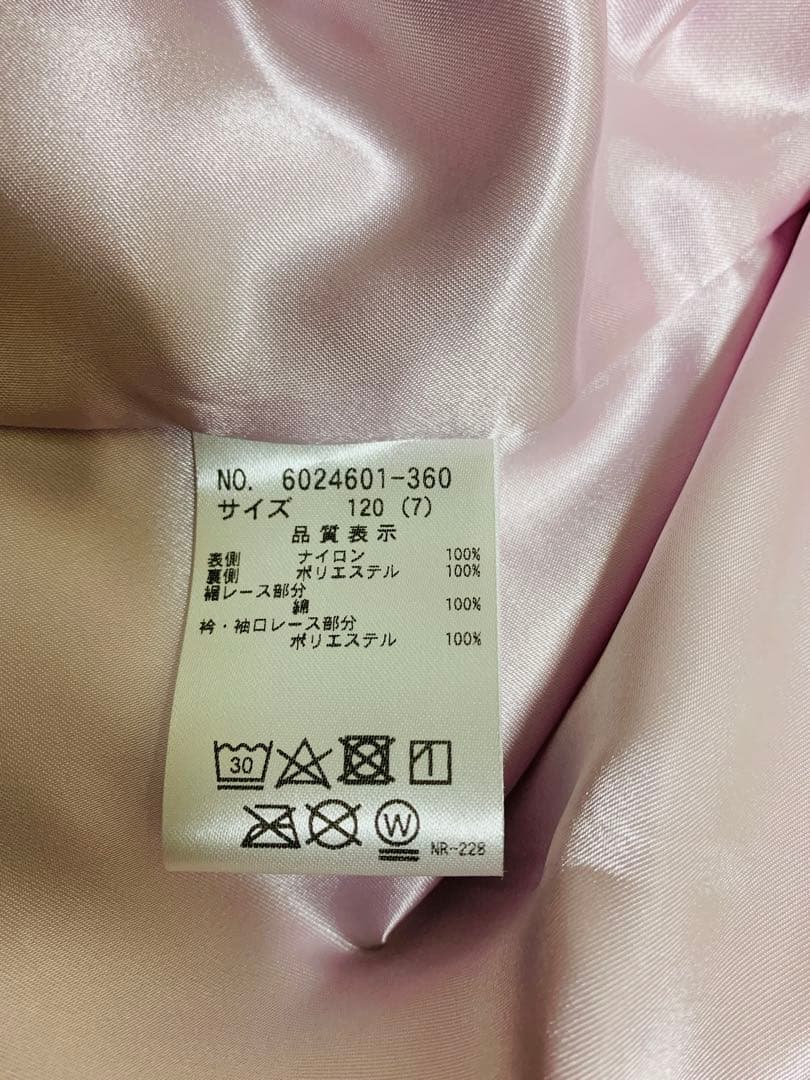 NO. 6024601-360
サイズ 120 (7)
品質表示
表側 ナイロン 100%
裏側 ポリエステル 100%
裾レース部分
綿 100%
衿・袖口レース部分
ポリエステル 100%
30
W
NR-228